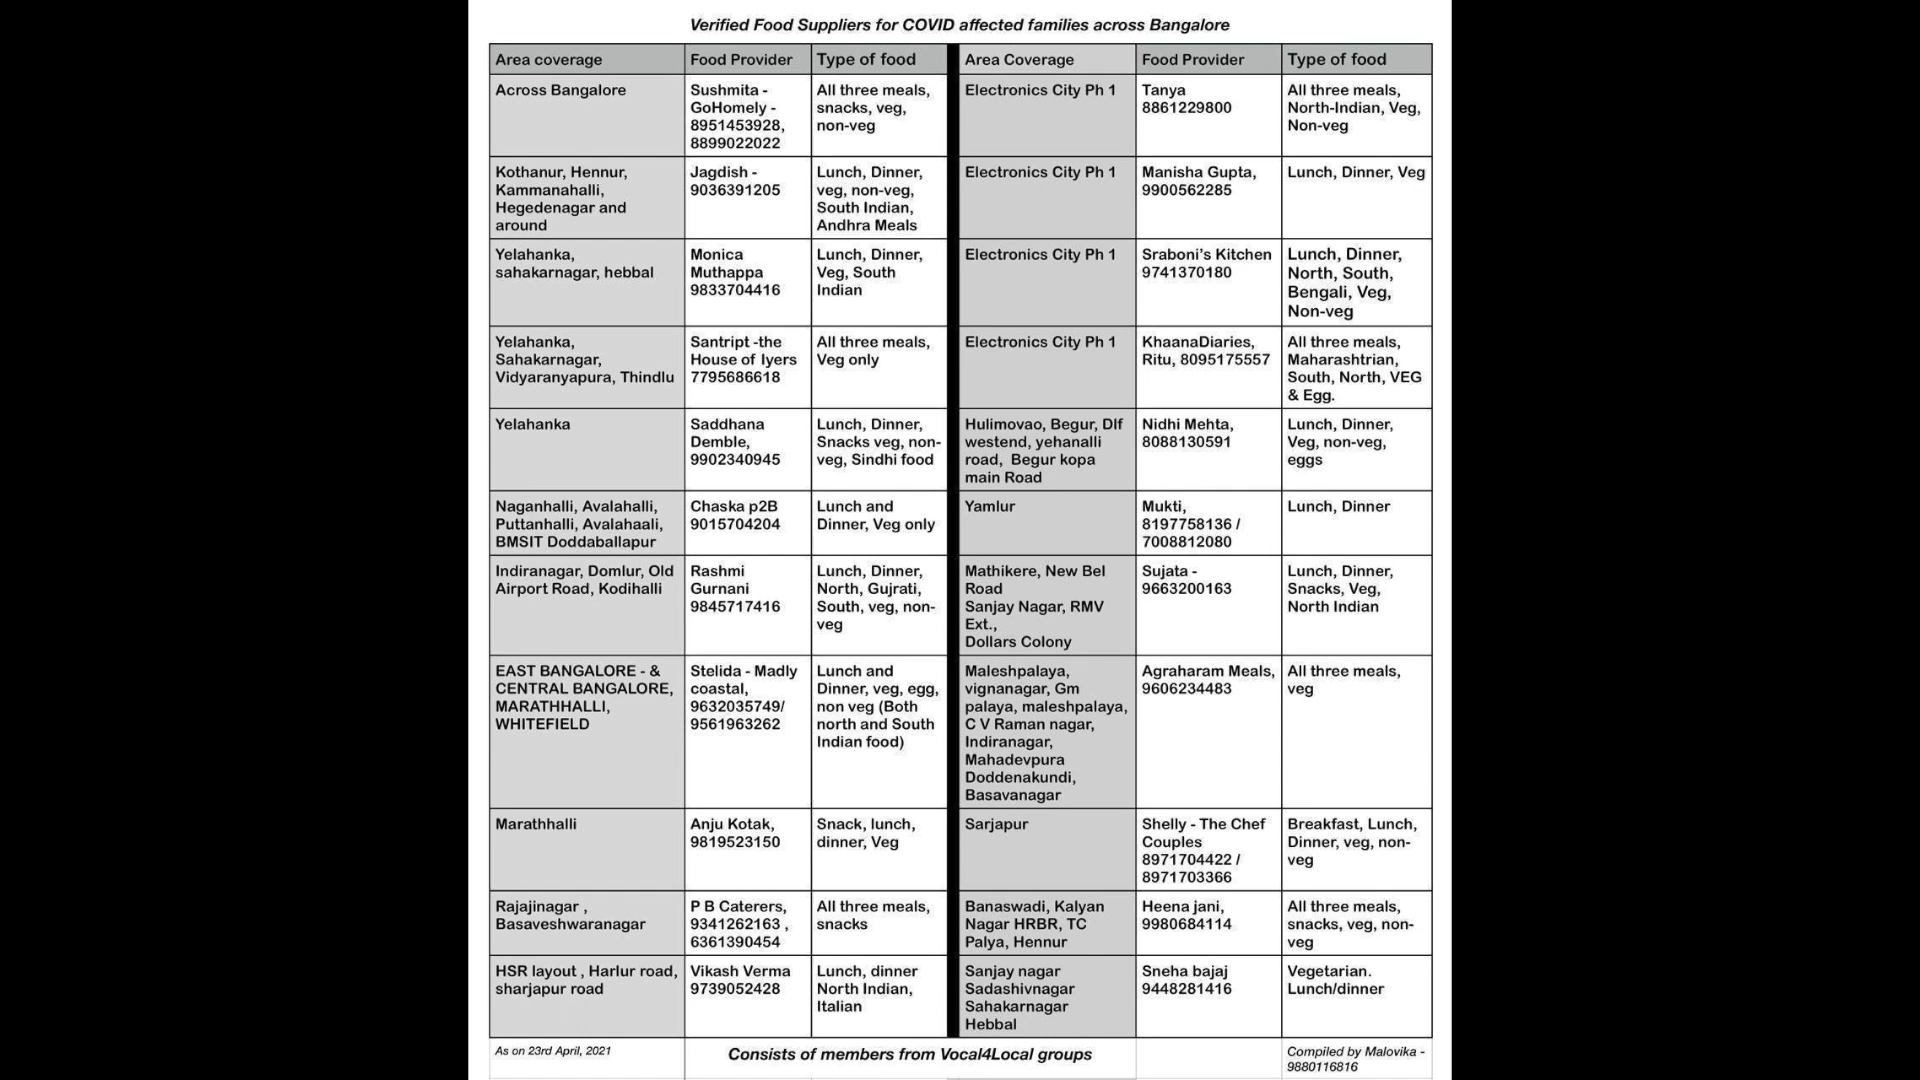 Verified Food Suppliers for COVID affected families across Bangalore
Area coverage
Food Provider
Type of food
Area Coverage
Food Provider
Type of food
Across Bangalore
Sushmita -
GoHomely -
8951453928,
8899022022
All three meals,
snacks, veg,
non-veg
Electronics City Ph 1
Tanya
8861229800
All three meals,
North-Indian, Veg,
Non-veg
Kothanur, Hennur,
Kammanahalli,
Hegedenagar and
around
Jagdish -
9036391205
Lunch, Dinner,
veg, non-veg,
South Indian,
Andhra Meals
Electronics City Ph 1
Manisha Gupta,
9900562285
Lunch, Dinner, Veg
Yelahanka,
sahakarnagar, hebbal
Monica
Muthappa
9833704416
Lunch, Dinner,
Veg, South
Indian
Electronics City Ph 1
Sraboni's Kitchen
9741370180
Lunch, Dinner,
North, South,
Bengali, Veg,
Non-veg
Yelahanka,
Sahakarnagar,
Vidyaranyapura, Thindlu
Santript -the
House of Iyers
7795686618
All three meals,
Veg only
Electronics City Ph 1
KhaanaDiaries,
Ritu, 8095175557
All three meals,
Maharashtrian,
South, North, VEG
& Egg.
Yelahanka
Saddhana
Demble,
9902340945
Lunch, Dinner,
Snacks veg, non-
veg, Sindhi food
Hulimovao, Begur, Dlf
westend, yehanalli
road, Begur kopa
main Road
Nidhi Mehta,
8088130591
Lunch, Dinner,
Veg, non-veg,
eggs
Naganhalli, Avalahalli,
Puttanhalli, Avalahaali,
BMSIT Doddaballapur
Chaska p2B
9015704204
Lunch and
Dinner, Veg only
Yamlur
Mukti,
8197758136 /
7008812080
Lunch, Dinner
Indiranagar, Domlur, Old
Airport Road, Kodihalli
Rashmi
Gurnani
9845717416
Lunch, Dinner,
North, Gujrati,
South, veg, non-
veg
Mathikere, New Bel
Road
Sanjay Nagar, RMV
Ext.,
Dollars Colony
Sujata -
9663200163
Lunch, Dinner,
Snacks, Veg,
North Indian
EAST BANGALORE - &
CENTRAL BANGALORE,
MARATHHALLI,
WHITEFIELD
Stelida - Madly
coastal,
9632035749/
9561963262
Lunch and
Dinner, veg, egg,
non veg (Both
north and South
Indian food)
Maleshpalaya,
vignanagar, Gm
palaya, maleshpalaya,
C V Raman nagar,
Indiranagar,
Mahadevpura
Doddenakundi,
Basavanagar
Agraharam Meals,
9606234483
All three meals,
veg
Marathhalli
Anju Kotak,
9819523150
Snack, lunch,
dinner, Veg
Sarjapur
Shelly - The Chef
Couples
8971704422 /
8971703366
Breakfast, Lunch,
Dinner, veg, non-
veg
Rajajinagar ,
Basaveshwaranagar
P B Caterers,
9341262163 ,
6361390454
All three meals,
snacks
Banaswadi, Kalyan
Nagar HRBR, TC
Palya, Hennur
Heena jani,
9980684114
All three meals,
snacks, veg, non-
veg
HSR layout , Harlur road,
sharjapur road
Vikash Verma
9739052428
Lunch, dinner
North Indian,
Italian
Sanjay nagar
Sadashivnagar
Sahakarnagar
Hebbal
Sneha bajaj
9448281416
Vegetarian.
Lunch/dinner
As on 23rd April, 2021
Consists of members from Vocal4Local groups
Compiled by Malovika -
9880116816